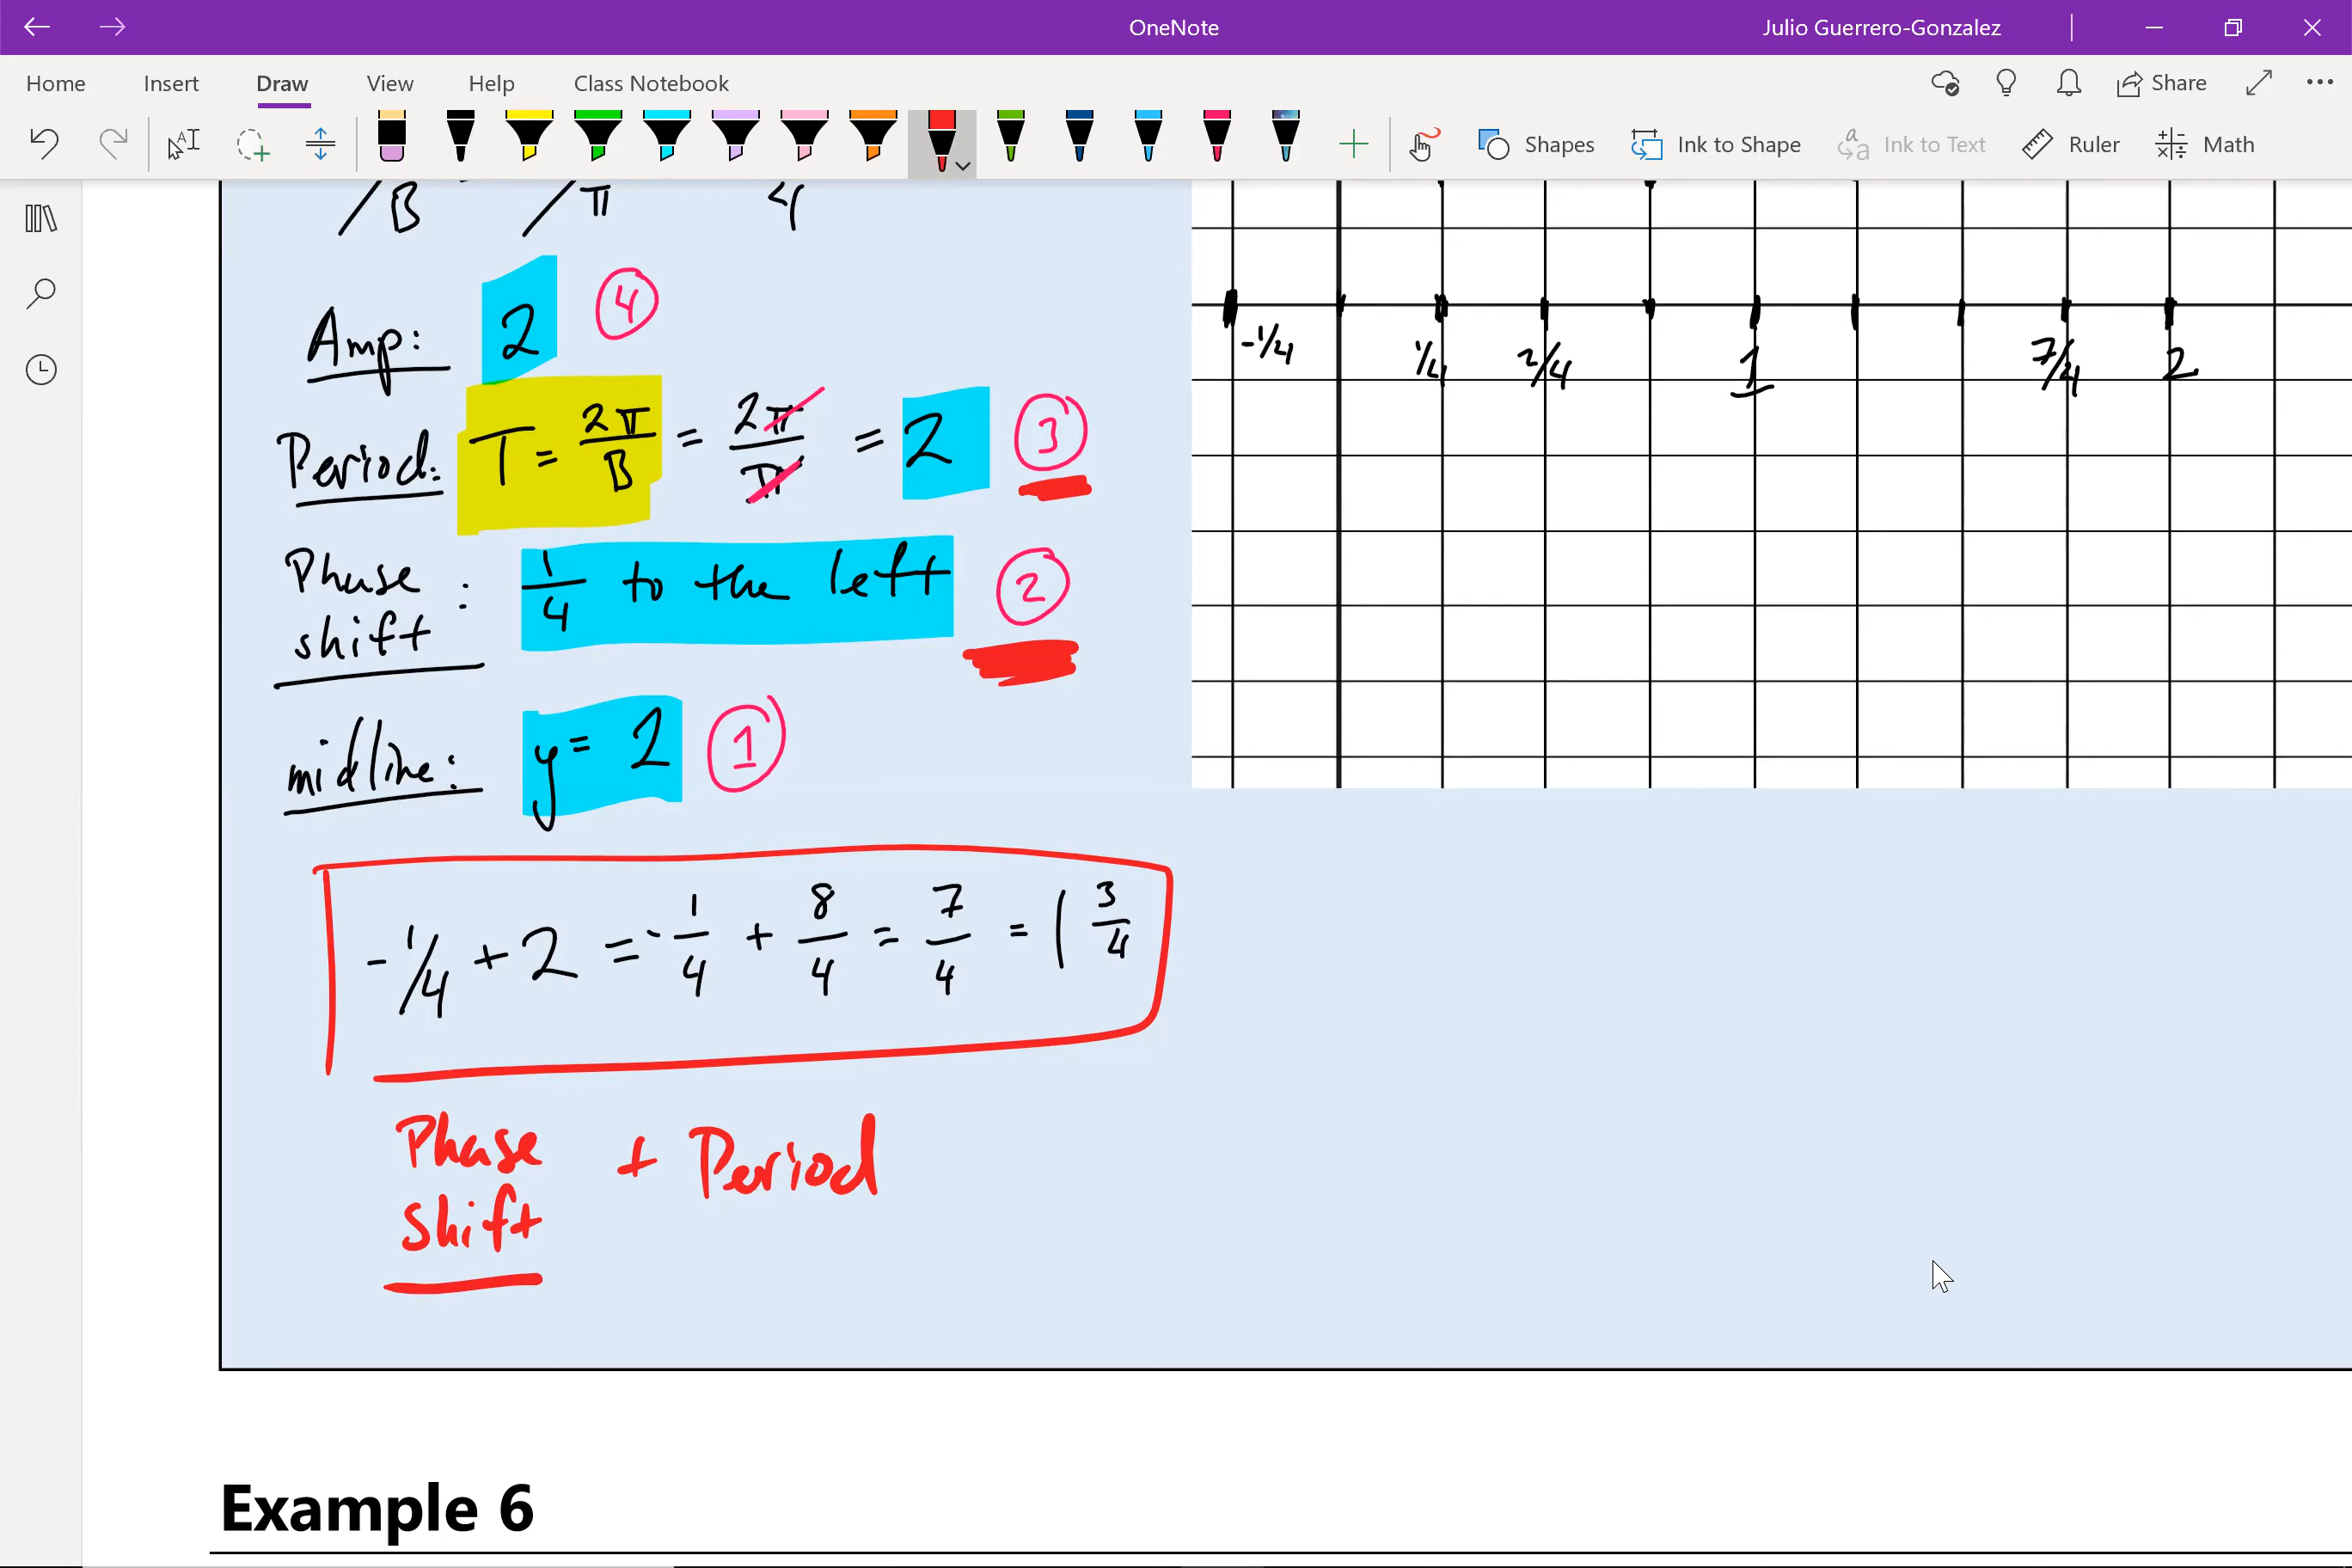 OneNote
Julio Guerrero-Gonzalez
Home Insert Draw View Help Class Notebook
Share
Shapes Ink to Shape Ink to Text Ruler Math
/B /π 4
Amp: 2 ④
Period: T = 2π/B = 2π/π = 2 ③
Phase shift: 1/4 to the left ②
midline: y = 2 ①
-1/4 + 2 = -1/4 + 8/4 = 7/4 = 1 3/4
Phase shift + Period
-1/4 1/4 2/4 1 7/4 2
Example 6